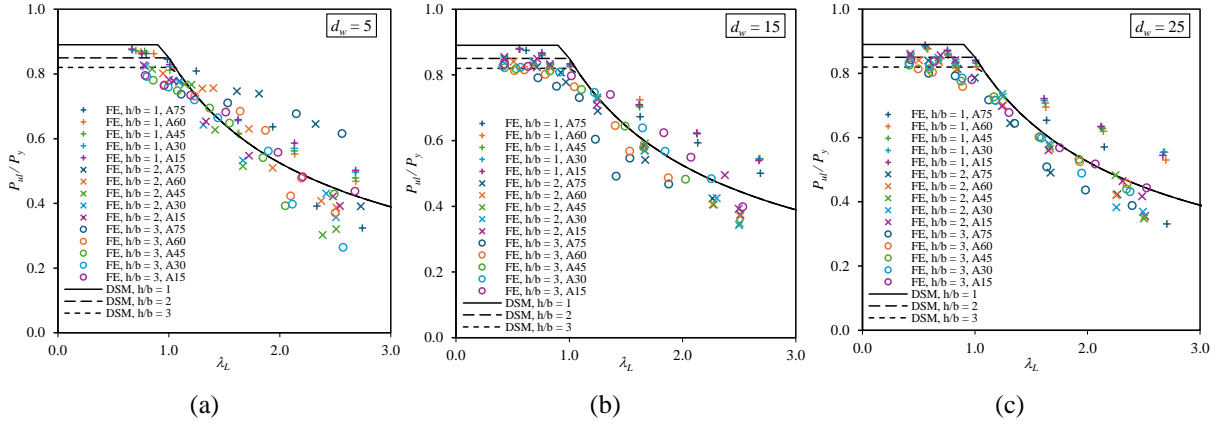 d_w = 5
1.0
0.8
0.6
0.4
0.2
0.0
P_ul/P_y
FE, h/b = 1, A75
FE, h/b = 1, A60
FE, h/b = 1, A45
FE, h/b = 1, A30
FE, h/b = 1, A15
FE, h/b = 2, A75
FE, h/b = 2, A60
FE, h/b = 2, A45
FE, h/b = 2, A30
FE, h/b = 2, A15
FE, h/b = 3, A75
FE, h/b = 3, A60
FE, h/b = 3, A45
FE, h/b = 3, A30
FE, h/b = 3, A15
DSM, h/b = 1
DSM, h/b = 2
DSM, h/b = 3
0.0 1.0 2.0 3.0
λ_L
(a)
d_w = 15
1.0
0.8
0.6
0.4
0.2
0.0
P_ul/P_y
FE, h/b = 1, A75
FE, h/b = 1, A60
FE, h/b = 1, A45
FE, h/b = 1, A30
FE, h/b = 1, A15
FE, h/b = 2, A75
FE, h/b = 2, A60
FE, h/b = 2, A45
FE, h/b = 2, A30
FE, h/b = 2, A15
FE, h/b = 3, A75
FE, h/b = 3, A60
FE, h/b = 3, A45
FE, h/b = 3, A30
FE, h/b = 3, A15
DSM, h/b = 1
DSM, h/b = 2
DSM, h/b = 3
0.0 1.0 2.0 3.0
λ_L
(b)
d_w = 25
1.0
0.8
0.6
0.4
0.2
0.0
P_ul/P_y
FE, h/b = 1, A75
FE, h/b = 1, A60
FE, h/b = 1, A45
FE, h/b = 1, A30
FE, h/b = 1, A15
FE, h/b = 2, A75
FE, h/b = 2, A60
FE, h/b = 2, A45
FE, h/b = 2, A30
FE, h/b = 2, A15
FE, h/b = 3, A75
FE, h/b = 3, A60
FE, h/b = 3, A45
FE, h/b = 3, A30
FE, h/b = 3, A15
DSM, h/b = 1
DSM, h/b = 2
DSM, h/b = 3
0.0 1.0 2.0 3.0
λ_L
(c)